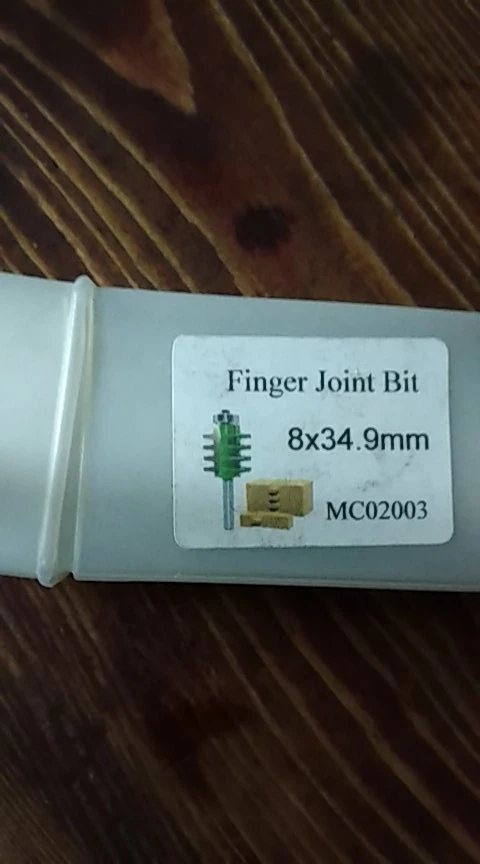 Finger Joint Bit
8x34.9mm
MC02003